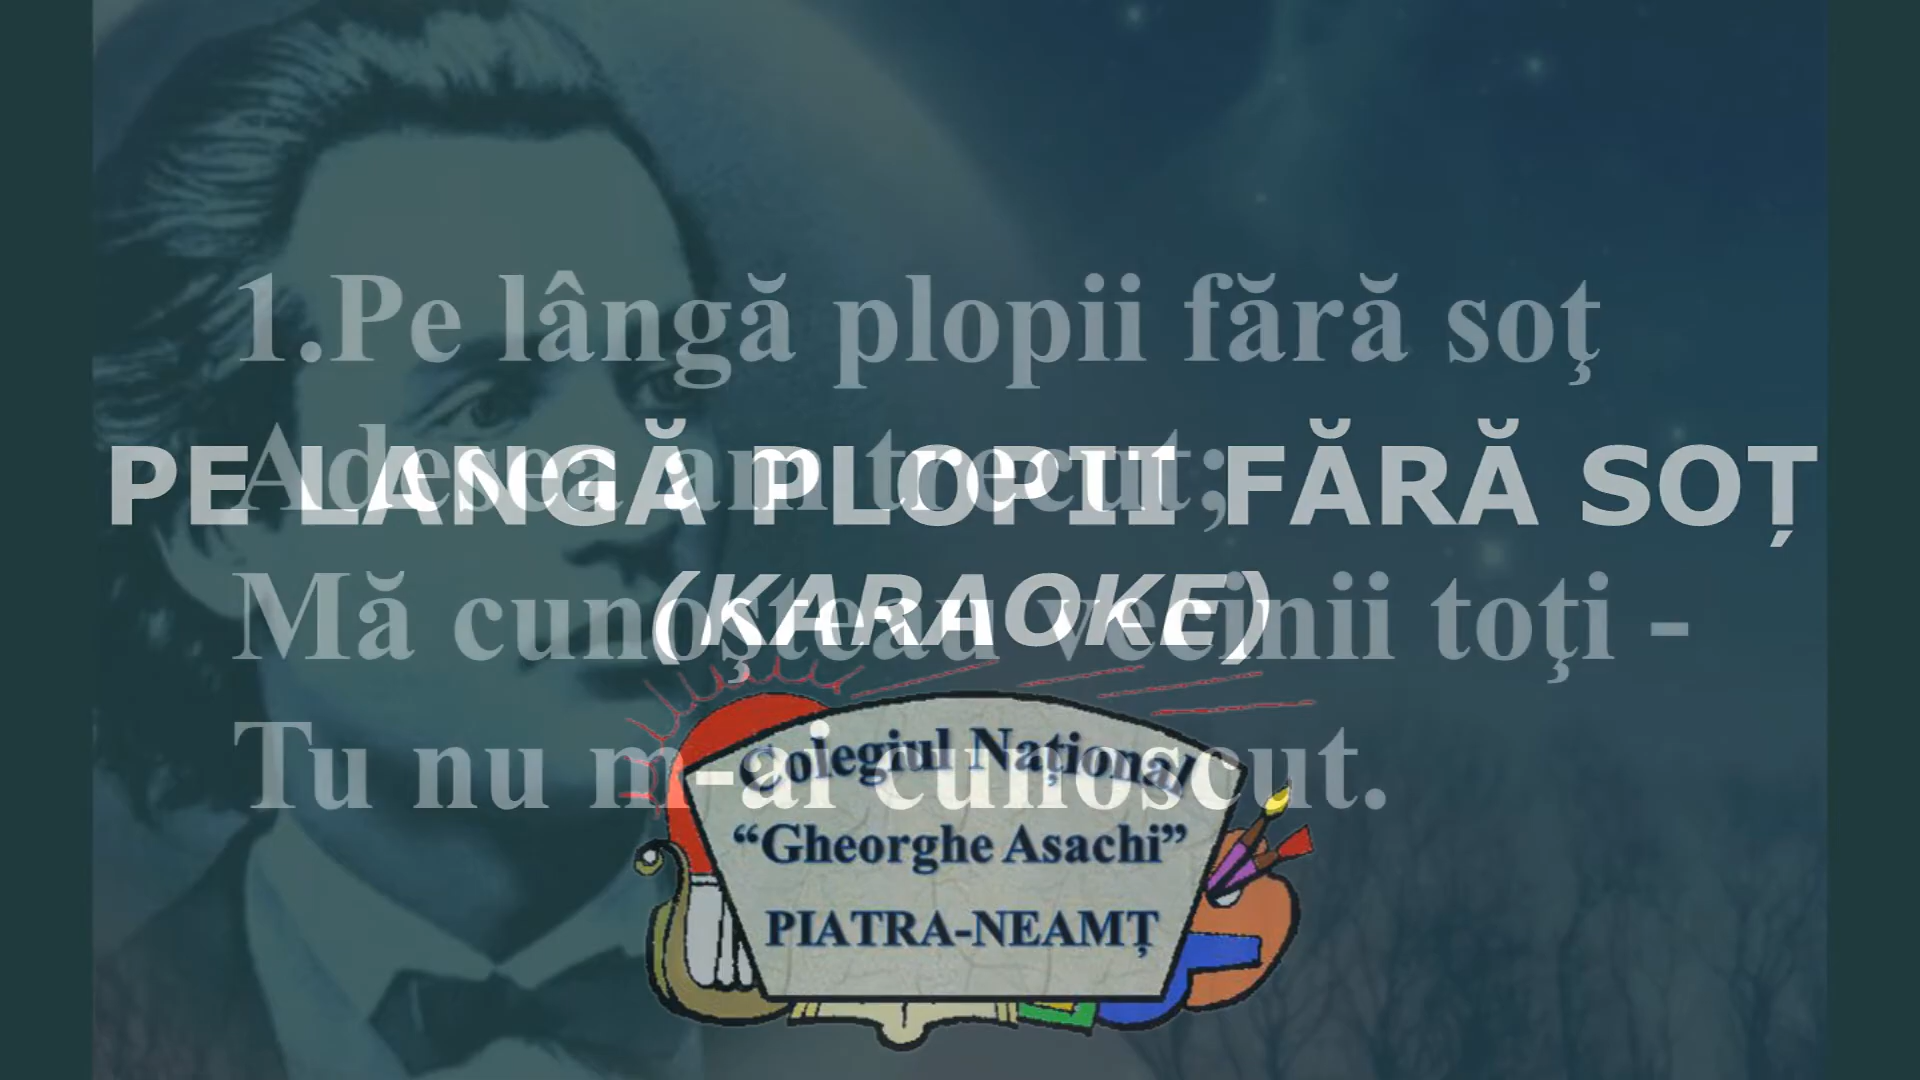 1.Pe lângă plopii fără soţ
Adesea am trecut;
Mă cunoşteau vecinii toţi -
Tu nu m-ai cunoscut.
PE LANGĂ PLOPII FĂRĂ SOȚ
(KARAOKE)
Colegiul Național
“Gheorghe Asachi”
PIATRA-NEAMȚ